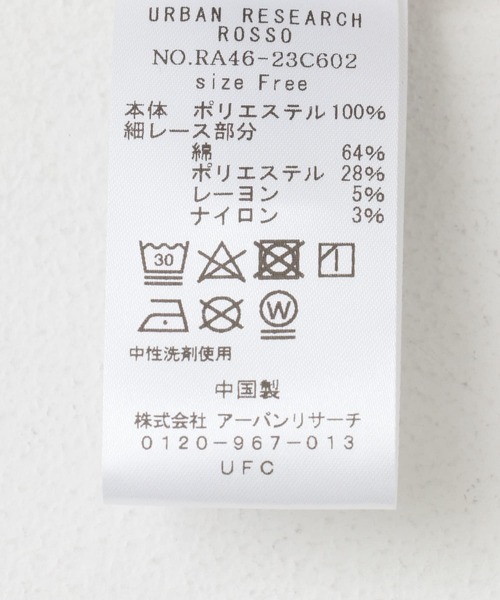 URBAN RESEARCH
ROSSO
NO.RA46-23C602
size Free
本体 ポリエステル 100%
細レース部分
綿 64%
ポリエステル 28%
レーヨン 5%
ナイロン 3%
30
W
中性洗剤使用
中国製
株式会社 アーバンリサーチ
0120-967-013
UFC